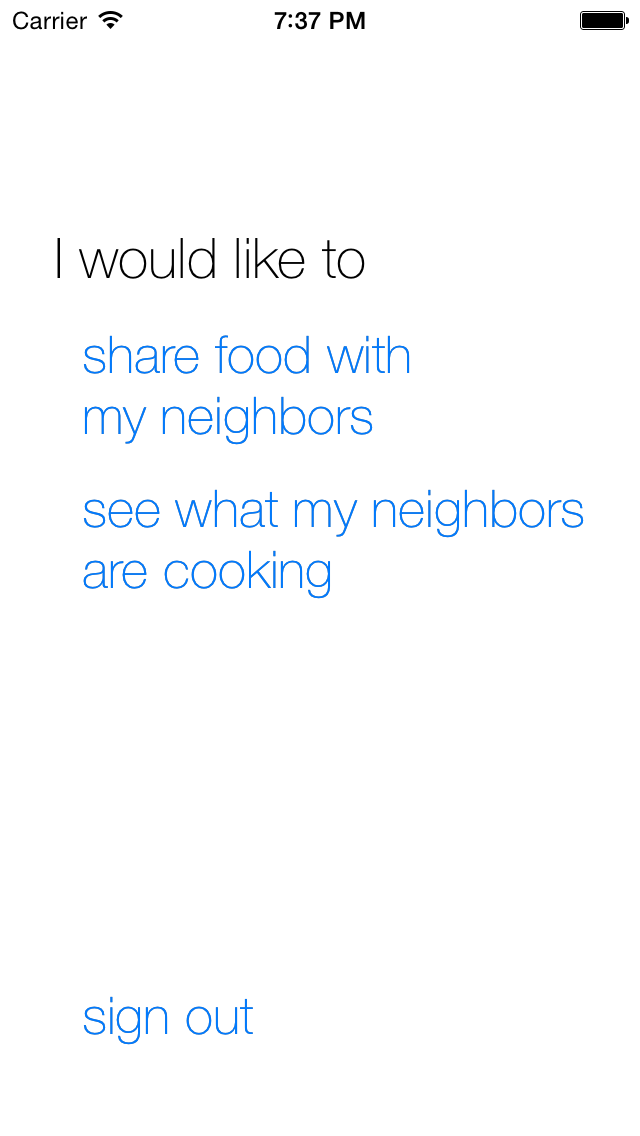 Carrier 7:37 PM
I would like to
share food with
my neighbors
see what my neighbors
are cooking
sign out